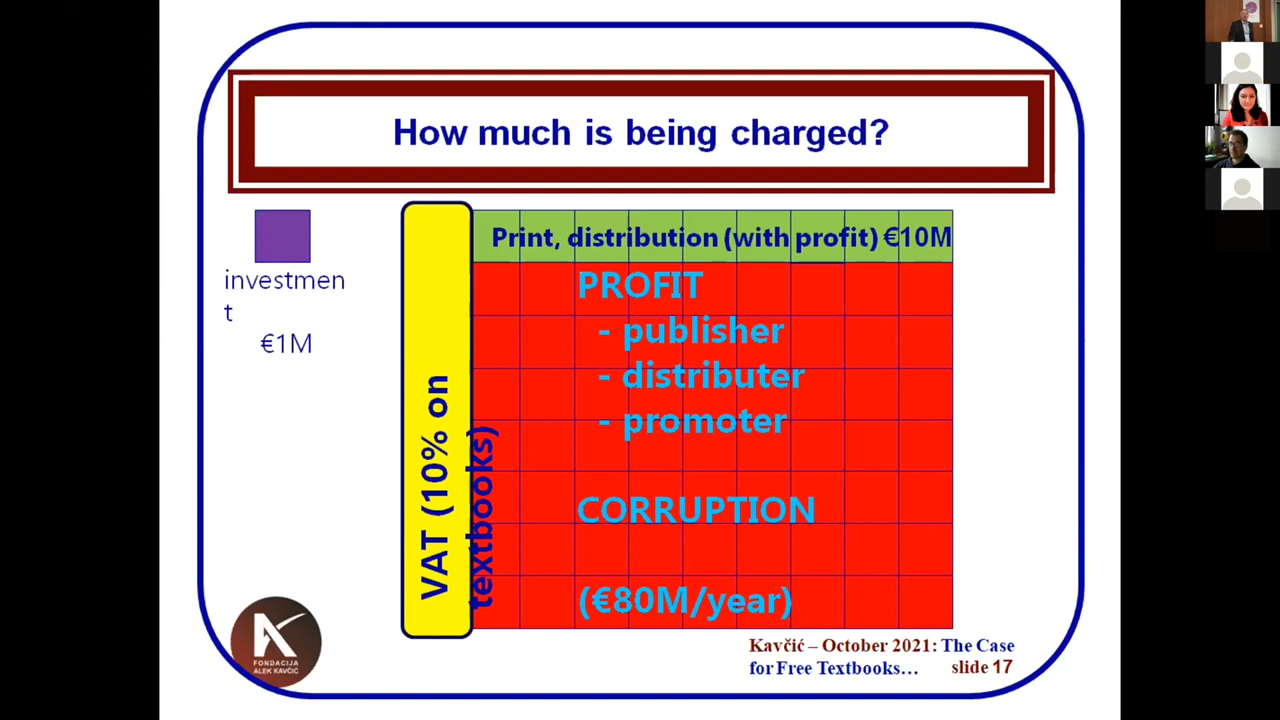 How much is being charged?
investmen
t
€1M
VAT (10% on
textbooks)
Print, distribution (with profit) €10M
PROFIT
- publisher
- distributer
- promoter
CORRUPTION
(€80M/year)
FONDACIJA
ALEK KAVČIĆ
Kavčić – October 2021: The Case
for Free Textbooks… slide 17